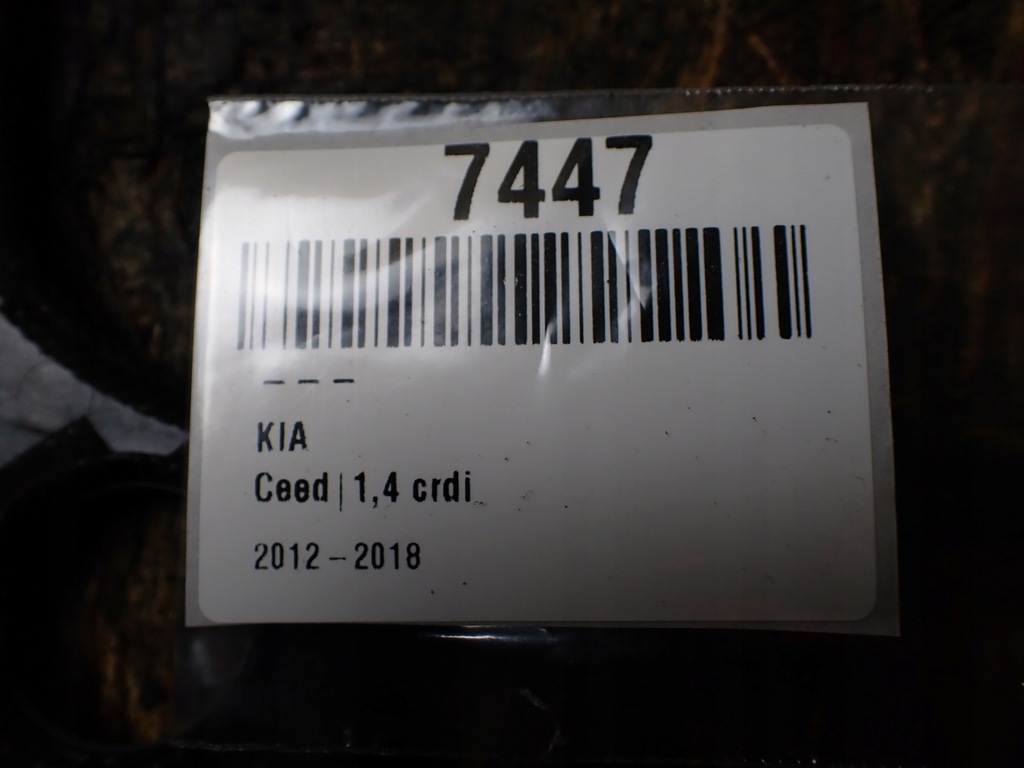 7447
– – –
KIA
Ceed | 1,4 crdi
2012 – 2018